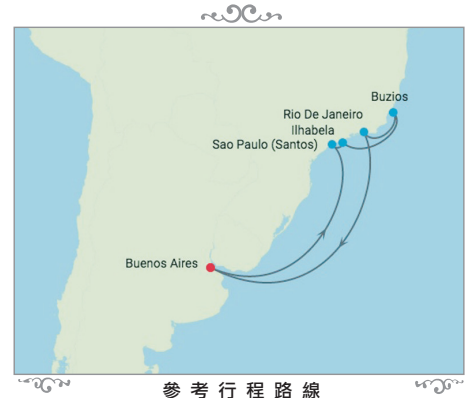 Buzios
Rio De Janeiro
Ilhabela
Sao Paulo (Santos)
Buenos Aires
參考行程路線